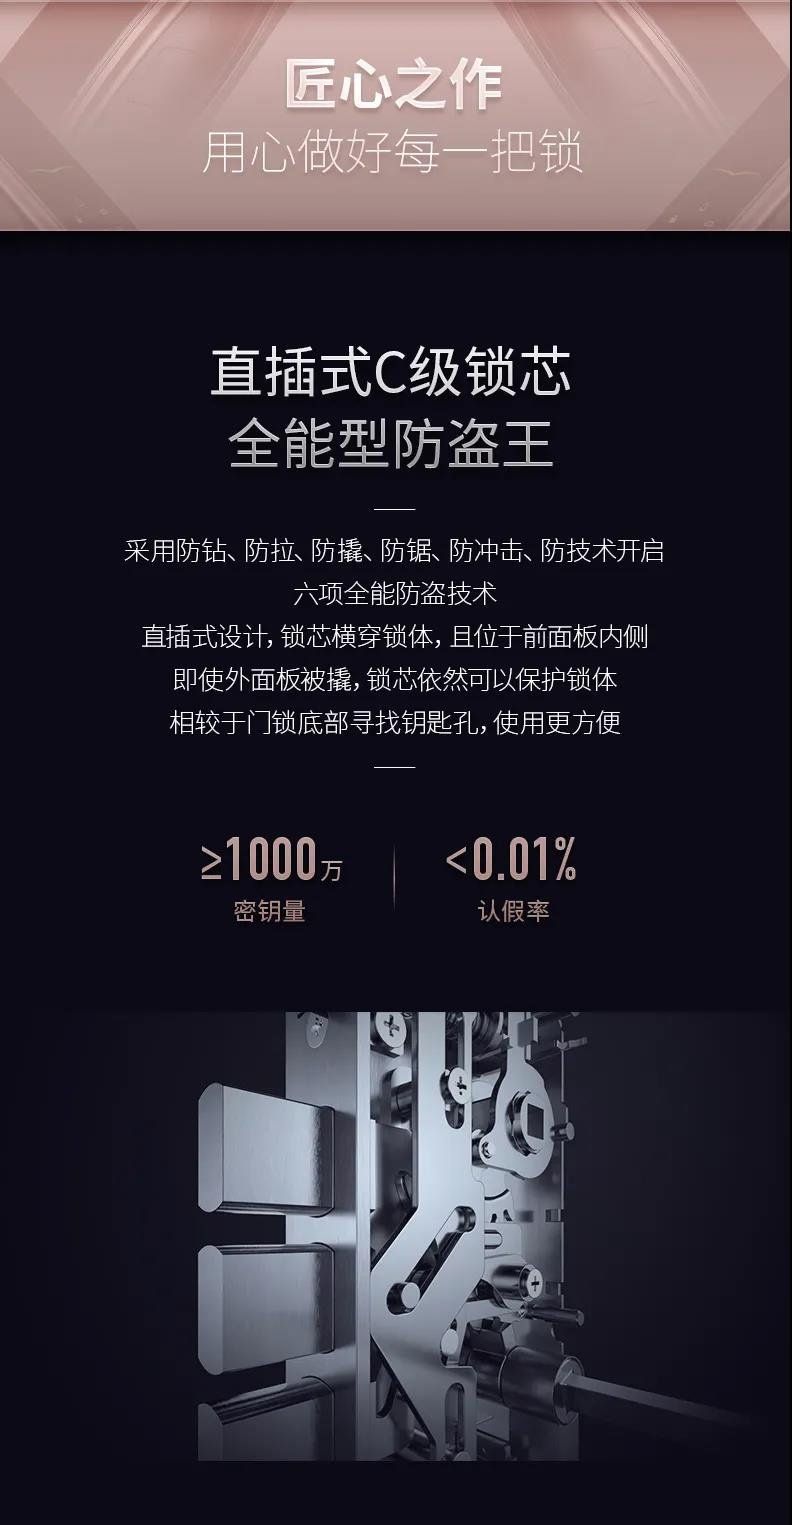 匠心之作
用心做好每一把锁
直插式C级锁芯
全能型防盗王
采用防钻、防拉、防撬、防锯、防冲击、防技术开启
六项全能防盗技术
直插式设计，锁芯横穿锁体，且位于前面板内侧
即使外面板被撬，锁芯依然可以保护锁体
相较于门锁底部寻找钥匙孔，使用更方便
≥1000万
密钥量
<0.01%
认假率